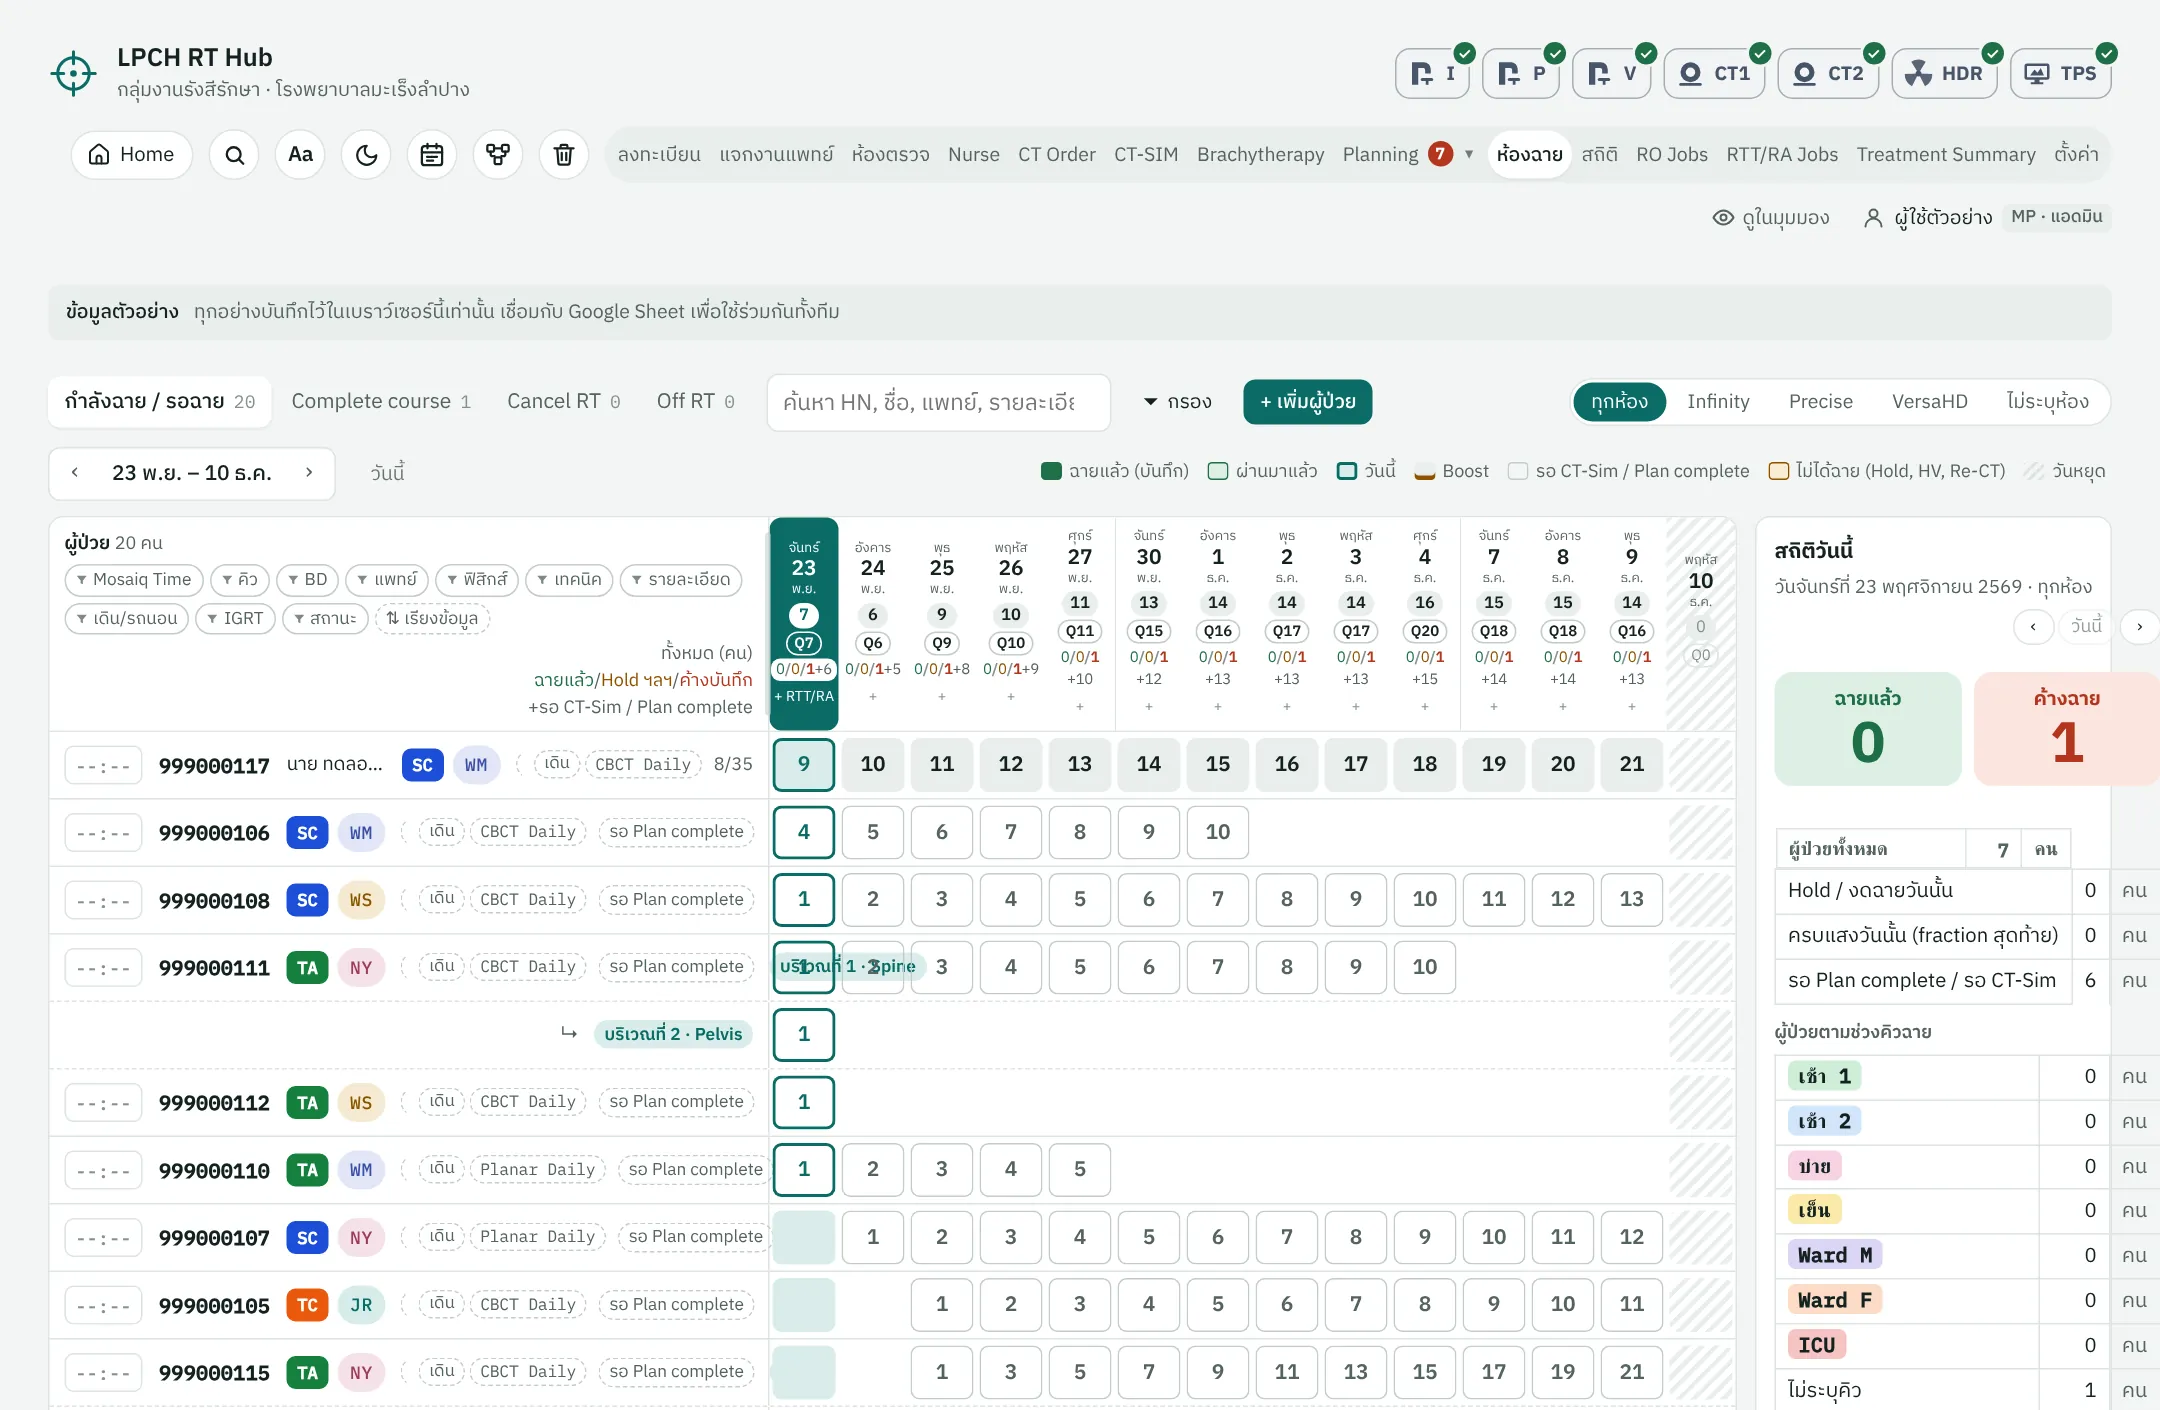 LPCH RT Hub
กลุ่มงานรังสีรักษา · โรงพยาบาลมะเร็งลำปาง
I P V CT1 CT2 HDR TPS
Home Aa ลงทะเบียน แจกงานแพทย์ ห้องตรวจ Nurse CT Order CT-SIM Brachytherapy Planning 7 ▾ ห้องฉาย สถิติ RO Jobs RTT/RA Jobs Treatment Summary ตั้งค่า
ดูในมุมมอง ผู้ใช้ตัวอย่าง MP · แอดมิน
ข้อมูลตัวอย่าง ทุกอย่างบันทึกไว้ในเบราว์เซอร์นี้เท่านั้น เชื่อมกับ Google Sheet เพื่อใช้ร่วมกันทั้งทีม
กำลังฉาย / รอฉาย 20 Complete course 1 Cancel RT 0 Off RT 0 ค้นหา HN, ชื่อ, แพทย์, รายละเอีย ▾ กรอง + เพิ่มผู้ป่วย ทุกห้อง Infinity Precise VersaHD ไม่ระบุห้อง
‹ 23 พ.ย. – 10 ธ.ค. › วันนี้ ฉายแล้ว (บันทึก) ผ่านมาแล้ว วันนี้ Boost รอ CT-Sim / Plan complete ไม่ได้ฉาย (Hold, HV, Re-CT) วันหยุด
ผู้ป่วย 20 คน
▾ Mosaiq Time ▾ คิว ▾ BD ▾ แพทย์ ▾ ฟิสิกส์ ▾ เทคนิค ▾ รายละเอียด
▾ เดิน/รถนอน ▾ IGRT ▾ สถานะ ⇅ เรียงข้อมูล
ทั้งหมด (คน)
ฉายแล้ว/Hold ฯลฯ/ค้างบันทึก
+รอ CT-Sim / Plan complete
จันทร์ 23 พ.ย. 7 Q7 0/0/1+6 + RTT/RA
อังคาร 24 พ.ย. 6 Q6 0/0/1+5 +
พุธ 25 พ.ย. 9 Q9 0/0/1+8 +
พฤหัส 26 พ.ย. 10 Q10 0/0/1+9 +
ศุกร์ 27 พ.ย. 11 Q11 0/0/1 +10 +
จันทร์ 30 พ.ย. 13 Q15 0/0/1 +12 +
อังคาร 1 ธ.ค. 14 Q16 0/0/1 +13 +
พุธ 2 ธ.ค. 14 Q17 0/0/1 +13 +
พฤหัส 3 ธ.ค. 14 Q17 0/0/1 +13 +
ศุกร์ 4 ธ.ค. 16 Q20 0/0/1 +15 +
จันทร์ 7 ธ.ค. 15 Q18 0/0/1 +14 +
อังคาร 8 ธ.ค. 15 Q18 0/0/1 +14 +
พุธ 9 ธ.ค. 14 Q16 0/0/1 +13 +
พฤหัส 10 ธ.ค. 0 Q0
--:-- 999000117 นาย ทดลอ... SC WM เดิน CBCT Daily 8/35 9 10 11 12 13 14 15 16 17 18 19 20 21
--:-- 999000106 SC WM เดิน CBCT Daily รอ Plan complete 4 5 6 7 8 9 10
--:-- 999000108 SC WS เดิน CBCT Daily รอ Plan complete 1 2 3 4 5 6 7 8 9 10 11 12 13
--:-- 999000111 TA NY เดิน CBCT Daily รอ Plan complete บริเวณที่ 1 · Spine 1 2 3 4 5 6 7 8 9 10
↳ บริเวณที่ 2 · Pelvis 1
--:-- 999000112 TA WS เดิน CBCT Daily รอ Plan complete 1
--:-- 999000110 TA WM เดิน Planar Daily รอ Plan complete 1 2 3 4 5
--:-- 999000107 SC NY เดิน Planar Daily รอ Plan complete 1 2 3 4 5 6 7 8 9 10 11 12
--:-- 999000105 TC JR เดิน CBCT Daily รอ Plan complete 1 2 3 4 5 6 7 8 9 10 11
--:-- 999000115 TA NY เดิน CBCT Daily รอ Plan complete 1 3 5 7 9 11 13 15 17 19 21
สถิติวันนี้
วันจันทร์ที่ 23 พฤศจิกายน 2569 · ทุกห้อง
‹ วันนี้ ›
ฉายแล้ว 0
ค้างฉาย 1
ผู้ป่วยทั้งหมด 7 คน
Hold / งดฉายวันนั้น 0 คน
ครบแสงวันนั้น (fraction สุดท้าย) 0 คน
รอ Plan complete / รอ CT-Sim 6 คน
ผู้ป่วยตามช่วงคิวฉาย
เช้า 1 0 คน
เช้า 2 0 คน
บ่าย 0 คน
เย็น 0 คน
Ward M 0 คน
Ward F 0 คน
ICU 0 คน
ไม่ระบุคิว 1 คน